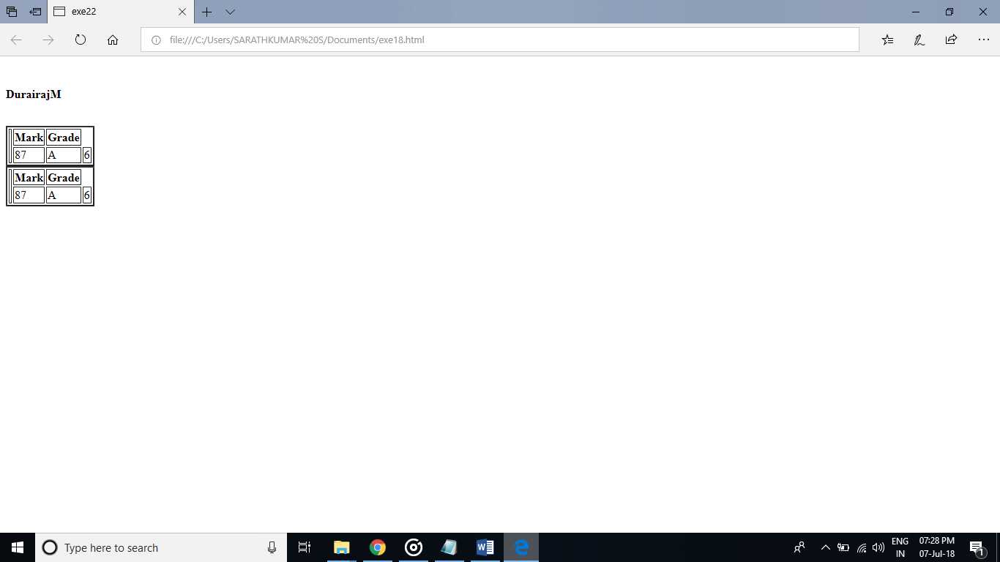 exe22
file:///C:/Users/SARATHKUMAR%20S/Documents/exe18.html
DurairajM
Mark Grade
87 A 6
Mark Grade
87 A 6
Type here to search
ENG 07:28 PM
IN 07-Jul-18
1